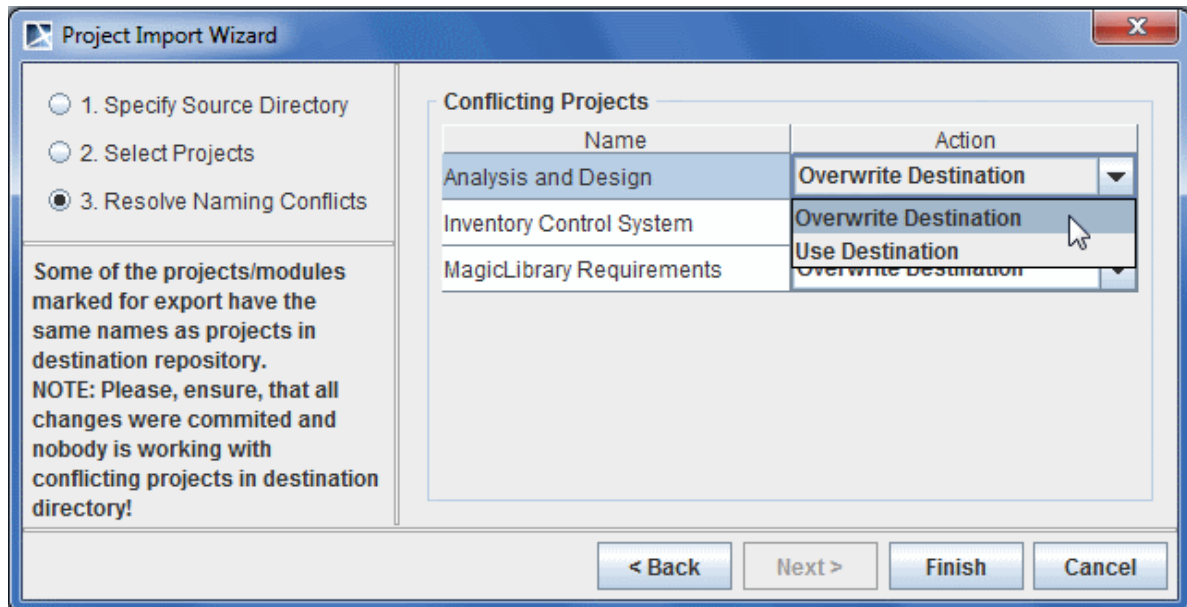 Project Import Wizard
1. Specify Source Directory
2. Select Projects
3. Resolve Naming Conflicts
Some of the projects/modules
marked for export have the
same names as projects in
destination repository.
NOTE: Please, ensure, that all
changes were commited and
nobody is working with
conflicting projects in destination
directory!
Conflicting Projects
Name Action
Analysis and Design Overwrite Destination
Overwrite Destination
Inventory Control System
Use Destination
MagicLibrary Requirements Overwrite Destination
< Back Next > Finish Cancel